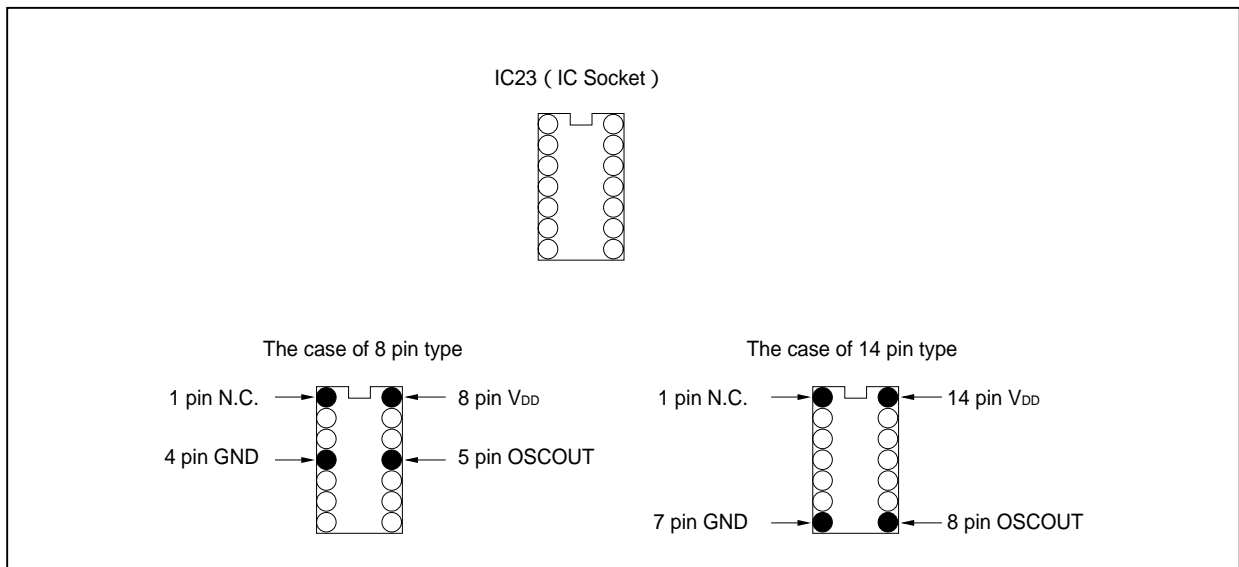 IC23 ( IC Socket )
The case of 8 pin type
1 pin N.C.
8 pin VDD
4 pin GND
5 pin OSCOUT
The case of 14 pin type
1 pin N.C.
14 pin VDD
7 pin GND
8 pin OSCOUT